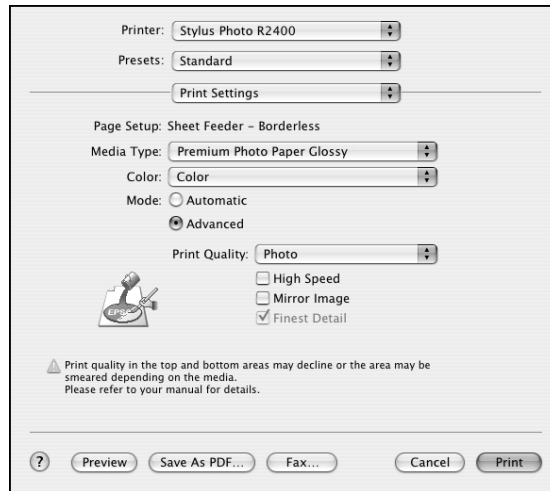 Printer: Stylus Photo R2400
Presets: Standard
Print Settings
Page Setup: Sheet Feeder – Borderless
Media Type: Premium Photo Paper Glossy
Color: Color
Mode: Automatic
Advanced
Print Quality: Photo
High Speed
Mirror Image
Finest Detail
EPS
Print quality in the top and bottom areas may decline or the area may be
smeared depending on the media.
Please refer to your manual for details.
? Preview Save As PDF... Fax... Cancel Print